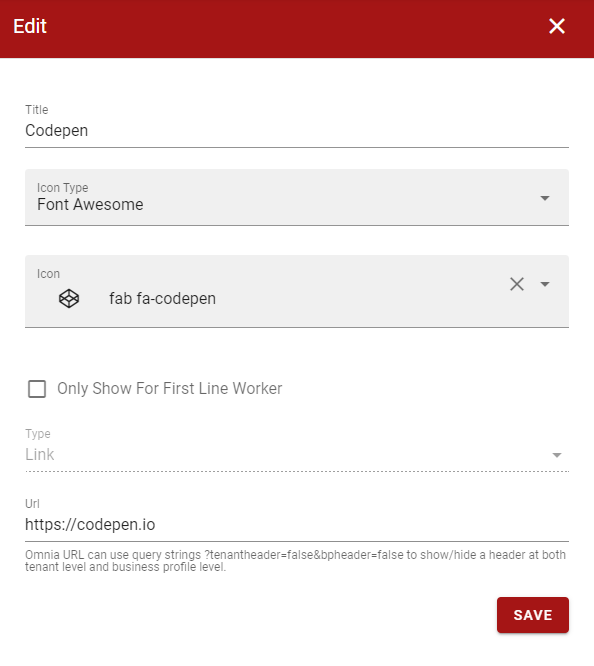 Edit
Title
Codepen
Icon Type
Font Awesome
Icon
fab fa-codepen
Only Show For First Line Worker
Type
Link
Url
https://codepen.io
Omnia URL can use query strings ?tenantheader=false&bpheader=false to show/hide a header at both
tenant level and business profile level.
SAVE